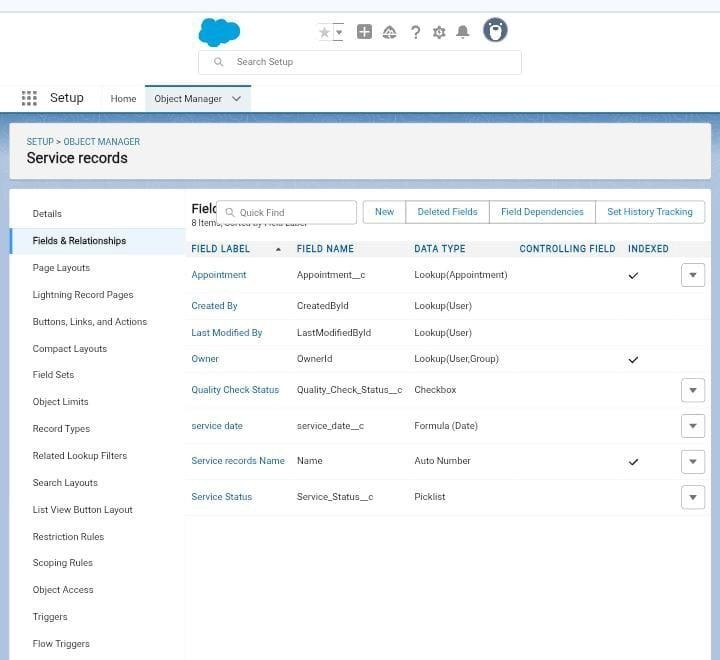 Search Setup
Setup
Home
Object Manager
SETUP > OBJECT MANAGER
Service records
Details
Fields & Relationships
Page Layouts
Lightning Record Pages
Buttons, Links, and Actions
Compact Layouts
Field Sets
Object Limits
Record Types
Related Lookup Filters
Search Layouts
List View Button Layout
Restriction Rules
Scoping Rules
Object Access
Triggers
Flow Triggers
Quick Find
New
Deleted Fields
Field Dependencies
Set History Tracking
8 Items, Sorted by Field Label
FIELD LABEL FIELD NAME DATA TYPE CONTROLLING FIELD INDEXED
Appointment Appointment__c Lookup(Appointment)
Created By CreatedById Lookup(User)
Last Modified By LastModifiedById Lookup(User)
Owner OwnerId Lookup(User,Group)
Quality Check Status Quality_Check_Status__c Checkbox
service date service_date__c Formula (Date)
Service records Name Name Auto Number
Service Status Service_Status__c Picklist